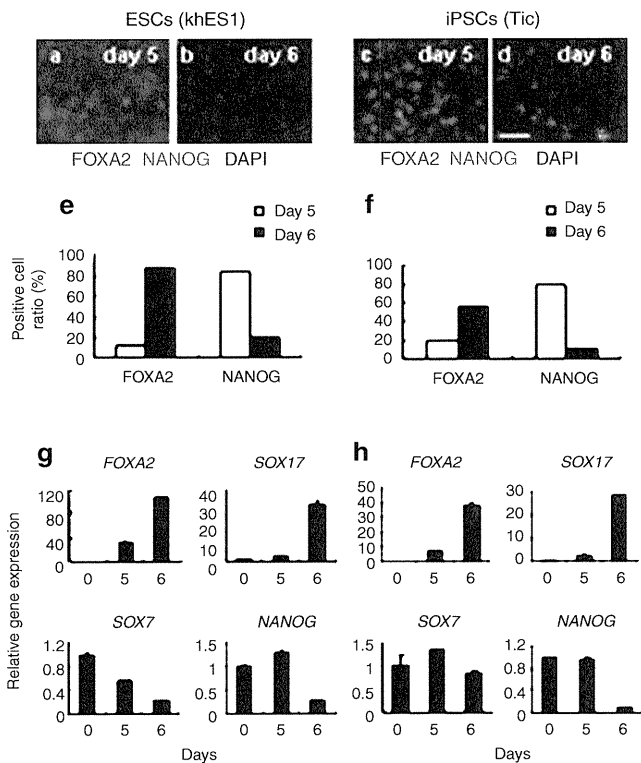 ESCs (khES1)
iPSCs (Tic)
a day 5 b day 6
c day 5 d day 6
FOXA2 NANOG DAPI
FOXA2 NANOG DAPI
e
Day 5
Day 6
f
Day 5
Day 6
Positive cell
ratio (%)
100
80
60
40
20
0
FOXA2 NANOG
100
80
60
40
20
0
FOXA2 NANOG
g
FOXA2
SOX17
h
FOXA2
SOX17
Relative gene expression
120
80
40
0
0 5 6
40
30
20
10
0
0 5 6
50
40
30
20
10
0
0 5 6
30
20
10
0
0 5 6
SOX7
NANOG
SOX7
NANOG
1.2
0.8
0.4
0
0 5 6
1.5
1
0.5
0
0 5 6
1.5
1
0.5
0
0 5 6
1.2
0.8
0.4
0
0 5 6
Days
Days